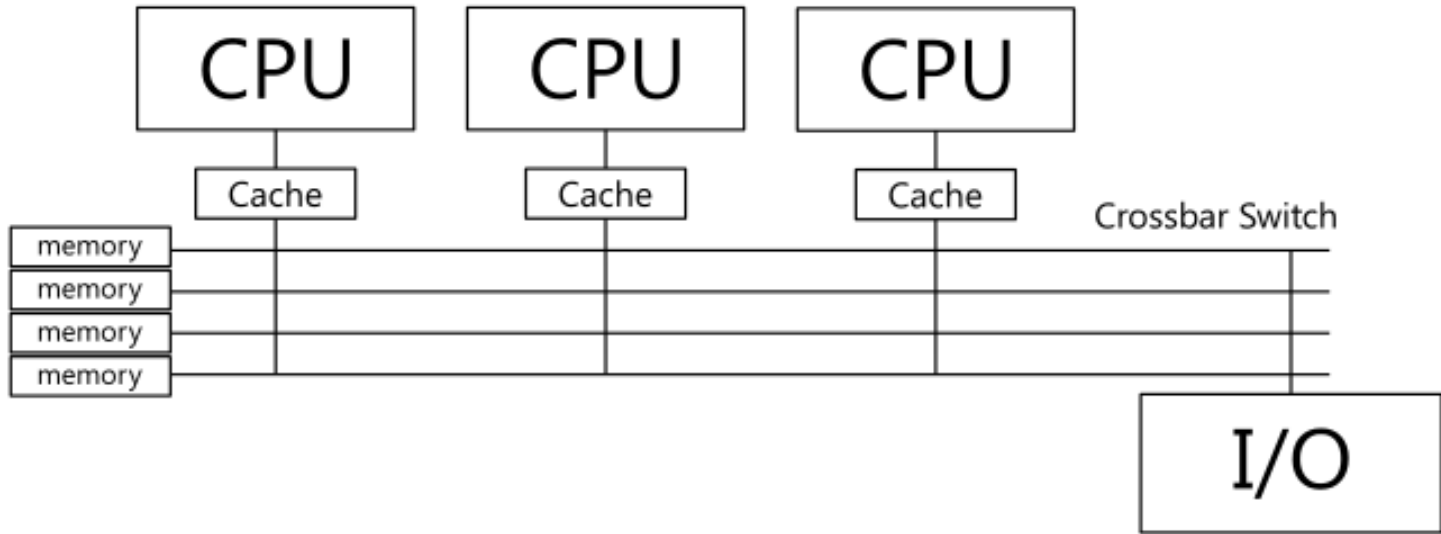 CPU
CPU
CPU
Cache
Cache
Cache
Crossbar Switch
memory
memory
memory
memory
I/O